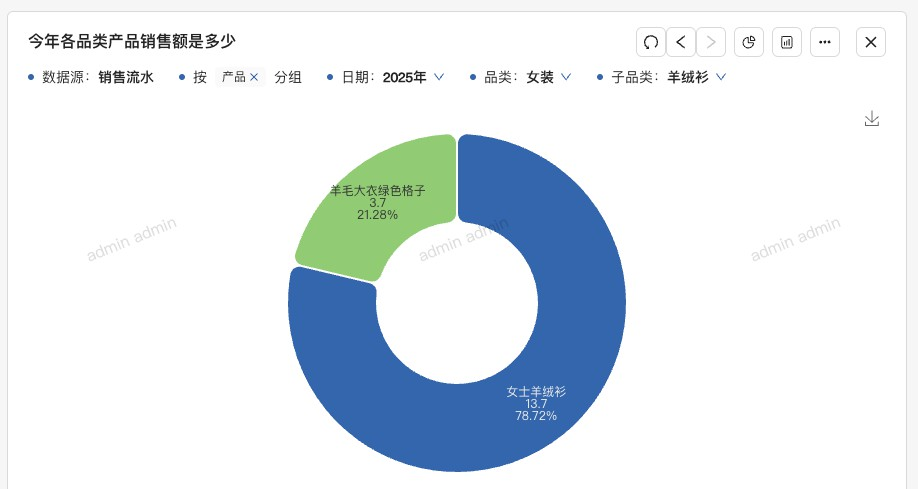 今年各品类产品销售额是多少
数据源： 销售流水 按 产品 分组 日期： 2025年 品类： 女装 子品类： 羊绒衫
羊毛大衣绿色格子
3.7
21.28%
admin admin
admin admin
admin admin
女士羊绒衫
13.7
78.72%